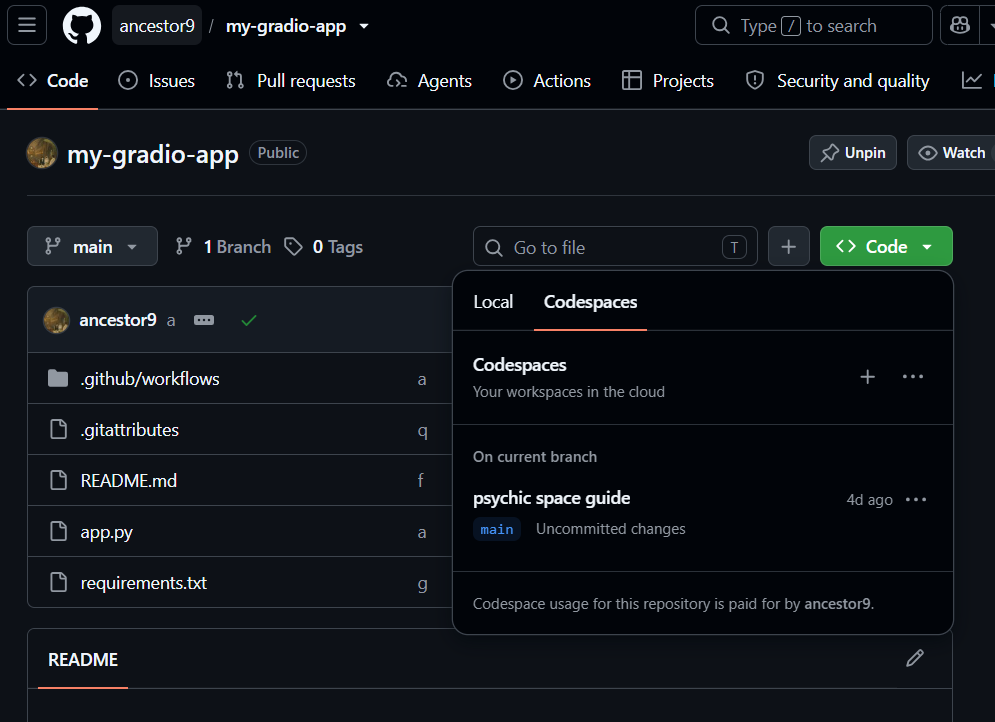 ancestor9 / my-gradio-app
Type / to search
Code Issues Pull requests Agents Actions Projects Security and quality
my-gradio-app Public Unpin Watch
main 1 Branch 0 Tags Go to file T + Code
Local Codespaces
ancestor9 a
Codespaces
Your workspaces in the cloud
.github/workflows a
.gitattributes q
On current branch
README.md f
psychic space guide 4d ago
main Uncommitted changes
app.py a
requirements.txt g
Codespace usage for this repository is paid for by ancestor9.
README